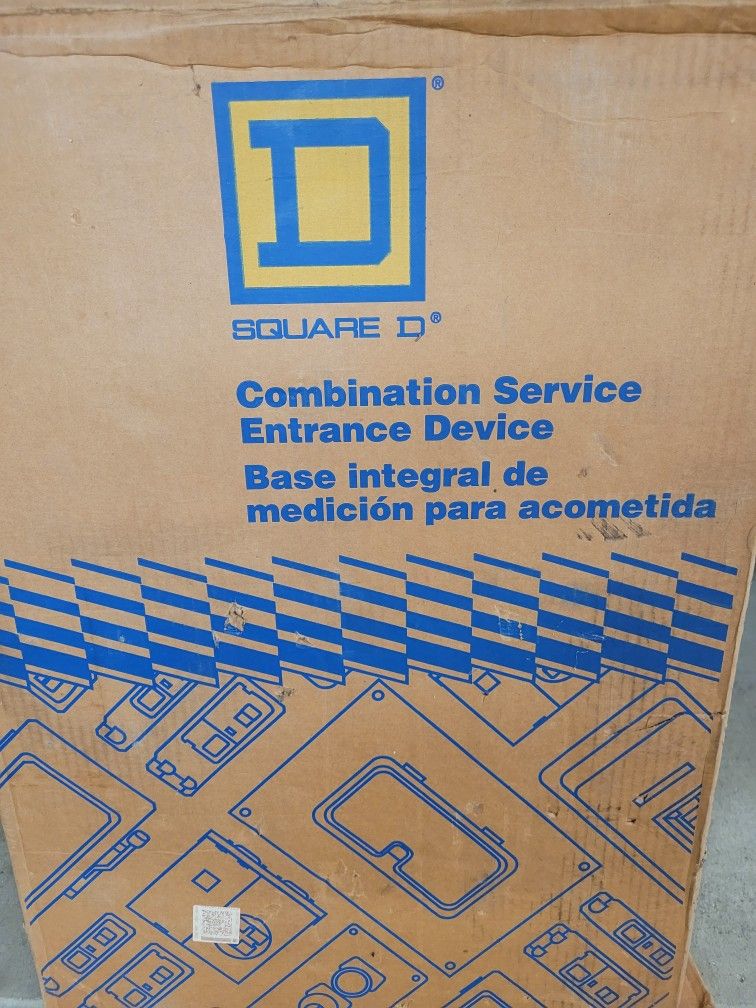 D®
SQUARE D®
Combination Service
Entrance Device
Base integral de
medición para acometida